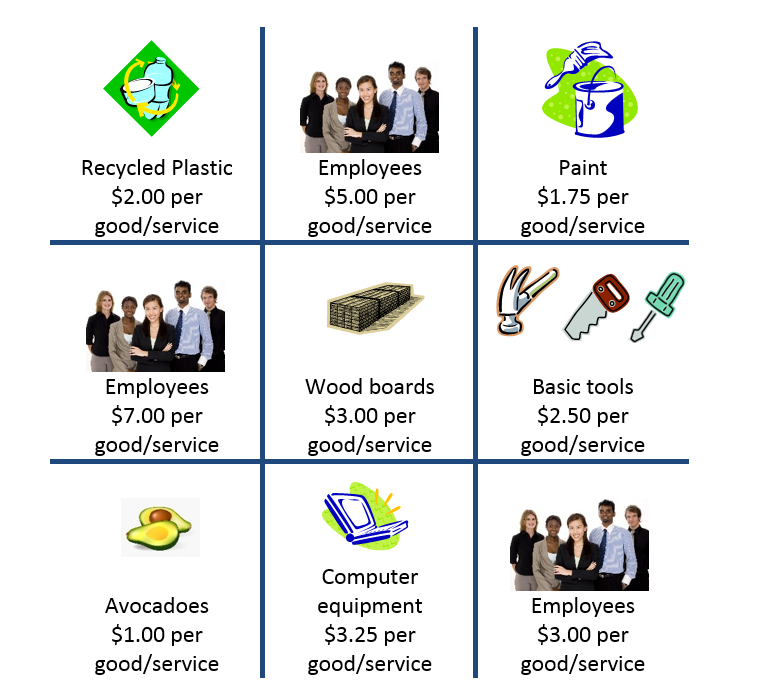 Recycled Plastic
$2.00 per
good/service
Employees
$5.00 per
good/service
Paint
$1.75 per
good/service
Employees
$7.00 per
good/service
Wood boards
$3.00 per
good/service
Basic tools
$2.50 per
good/service
Avocadoes
$1.00 per
good/service
Computer
equipment
$3.25 per
good/service
Employees
$3.00 per
good/service